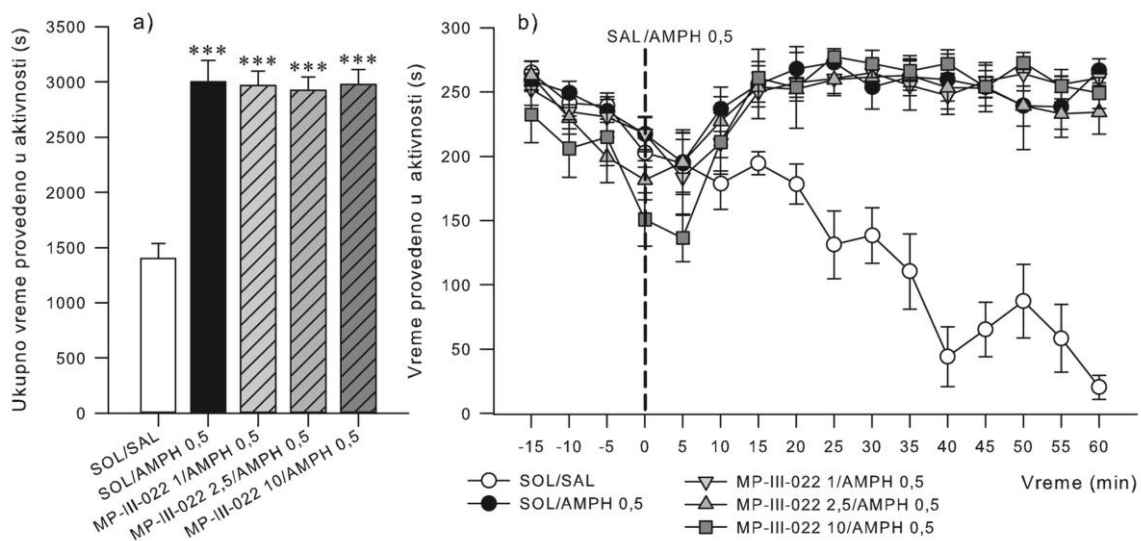 a)
Ukupno vreme provedeno u aktivnosti (s)
3500
3000
2500
2000
1500
1000
500
0
***
***
***
***
SOL/SAL
SOL/AMPH 0,5
MP-III-022 1/AMPH 0,5
MP-III-022 2,5/AMPH 0,5
MP-III-022 10/AMPH 0,5
b)
SAL/AMPH 0,5
Vreme provedeno u aktivnosti (s)
300
250
200
150
100
50
0
-15 -10 -5 0 5 10 15 20 25 30 35 40 45 50 55 60
Vreme (min)
SOL/SAL
SOL/AMPH 0,5
MP-III-022 1/AMPH 0,5
MP-III-022 2,5/AMPH 0,5
MP-III-022 10/AMPH 0,5